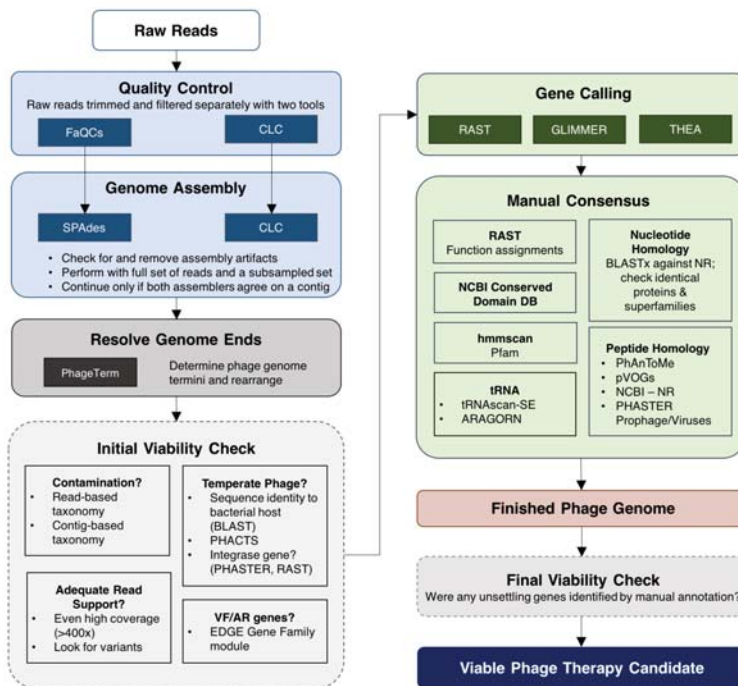 Raw Reads
Quality Control
Raw reads trimmed and filtered separately with two tools
FaQCs
CLC
Genome Assembly
SPAdes
CLC
• Check for and remove assembly artifacts
• Perform with full set of reads and a subsampled set
• Continue only if both assemblers agree on a contig
Resolve Genome Ends
PhageTerm
Determine phage genome
termini and rearrange
Initial Viability Check
Contamination?
• Read-based
taxonomy
• Contig-based
taxonomy
Temperate Phage?
• Sequence identity to
bacterial host
(BLAST)
• PHACTS
• Integrase gene?
(PHASTER, RAST)
Adequate Read
Support?
• Even high coverage
(>400x)
• Look for variants
VF/AR genes?
• EDGE Gene Family
module
Gene Calling
RAST
GLIMMER
THEA
Manual Consensus
RAST
Function assignments
NCBI Conserved
Domain DB
hmmscan
Pfam
tRNA
• tRNAscan-SE
• ARAGORN
Nucleotide
Homology
BLASTx against NR;
check identical
proteins &
superfamilies
Peptide Homology
• PhAnToMe
• pVOGs
• NCBI – NR
• PHASTER
Prophage/Viruses
Finished Phage Genome
Final Viability Check
Were any unsettling genes identified by manual annotation?
Viable Phage Therapy Candidate